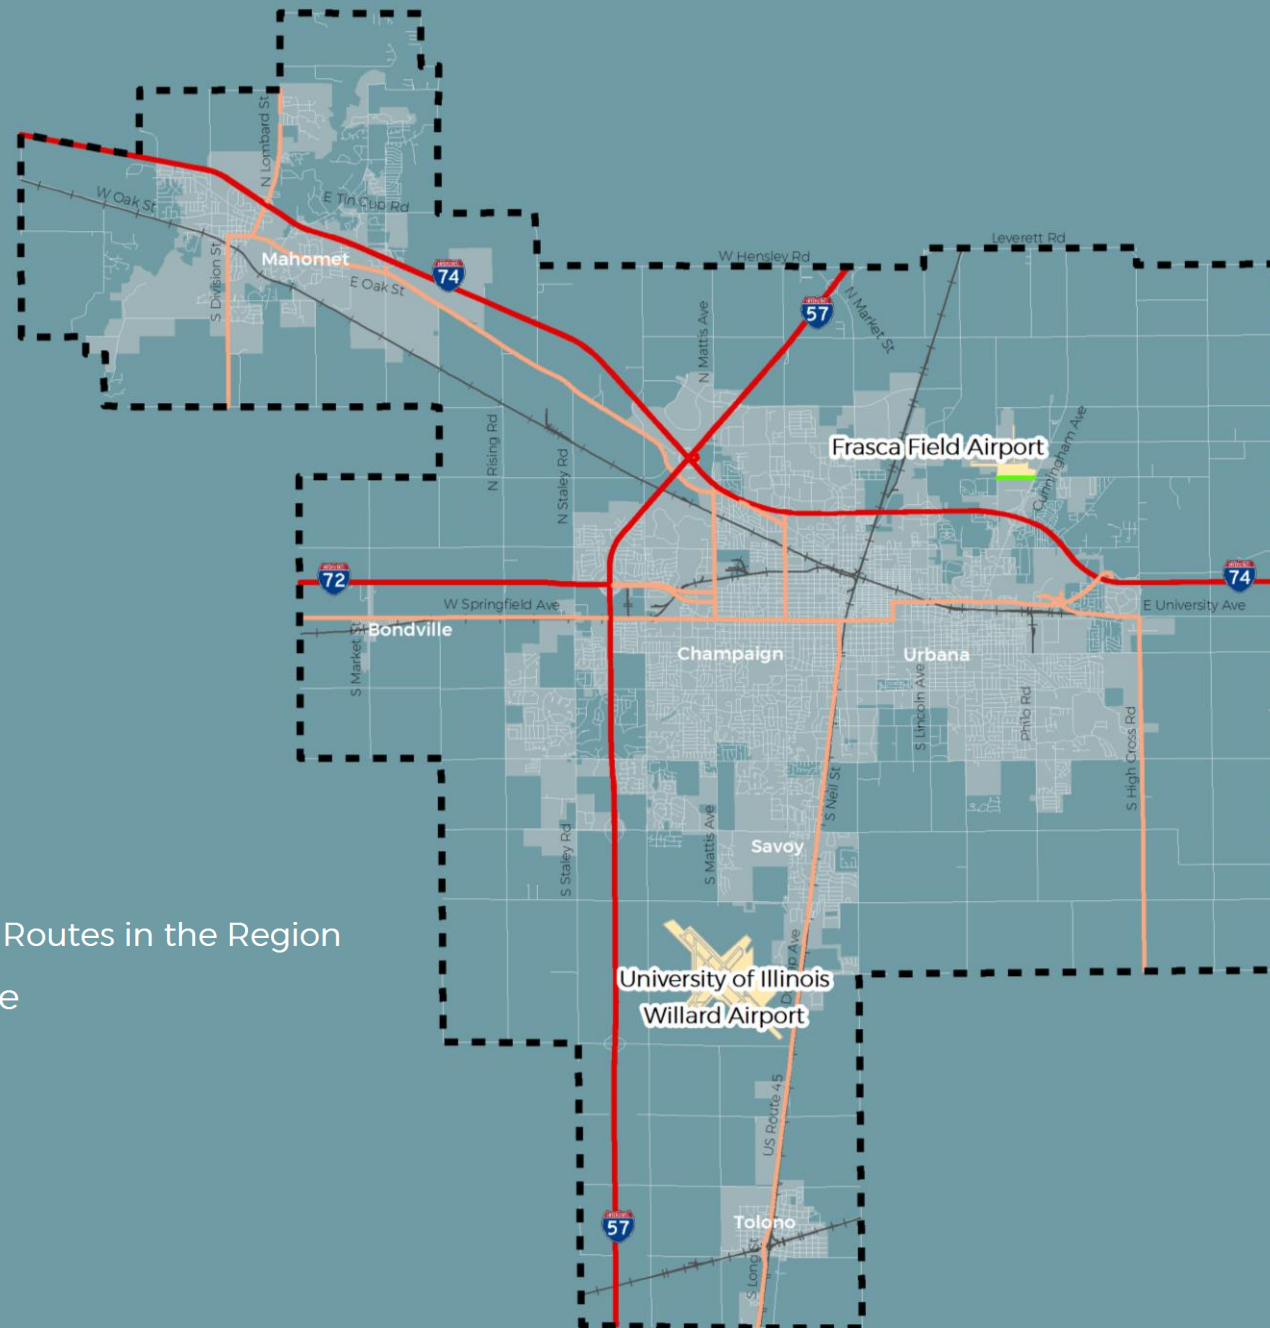 N Lombard St
W Oak St
E Tin Cup Rd
Mahomet
S Division St
E Oak St
74
W Hensley Rd
Leverett Rd
57
N Market St
N Mattis Ave
N Rising Rd
N Staley Rd
Frasca Field Airport
Cunningham Ave
72
74
W Springfield Ave
E University Ave
Bondville
S Market St
Champaign
Urbana
S Lincoln Ave
Philo Rd
S High Cross Rd
S Neil St
S Staley Rd
S Mattis Ave
Savoy
Routes in the Region
e
University of Illinois
Willard Airport
Ave
US Route 45
57
Tolono
S Long St